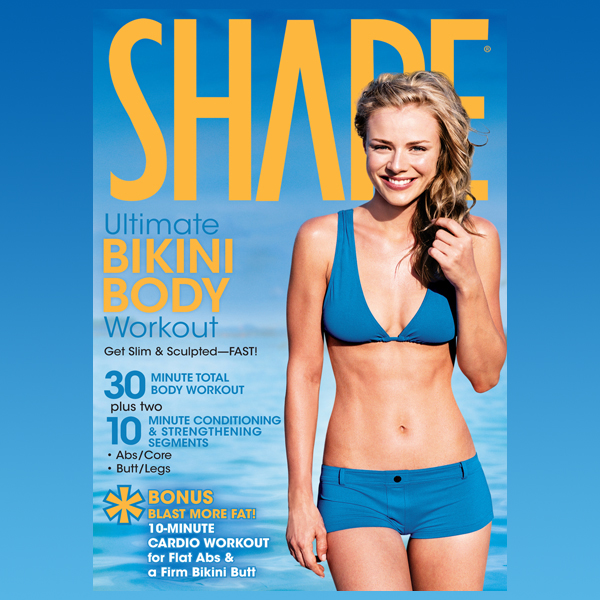 SHAPE®
Ultimate
BIKINI
BODY
Workout
Get Slim & Sculpted—FAST!
30 MINUTE TOTAL
BODY WORKOUT
plus two
10 MINUTE CONDITIONING
& STRENGTHENING
SEGMENTS
• Abs/Core
• Butt/Legs
BONUS
BLAST MORE FAT!
10-MINUTE
CARDIO WORKOUT
for Flat Abs &
a Firm Bikini Butt